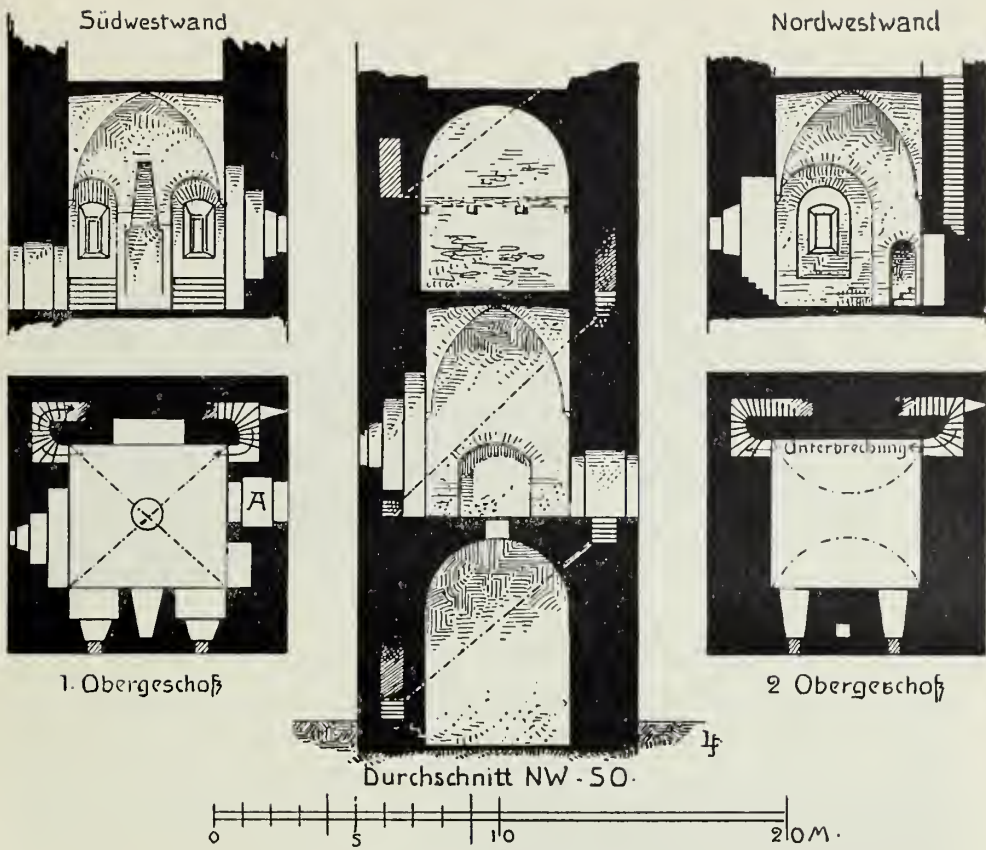 Südwestwand
Nordwestwand
A
Unterbrechung
1. Obergeschoß
2 Obergeschoß
Durchschnitt NW - SO.
0 5 10 20 M.